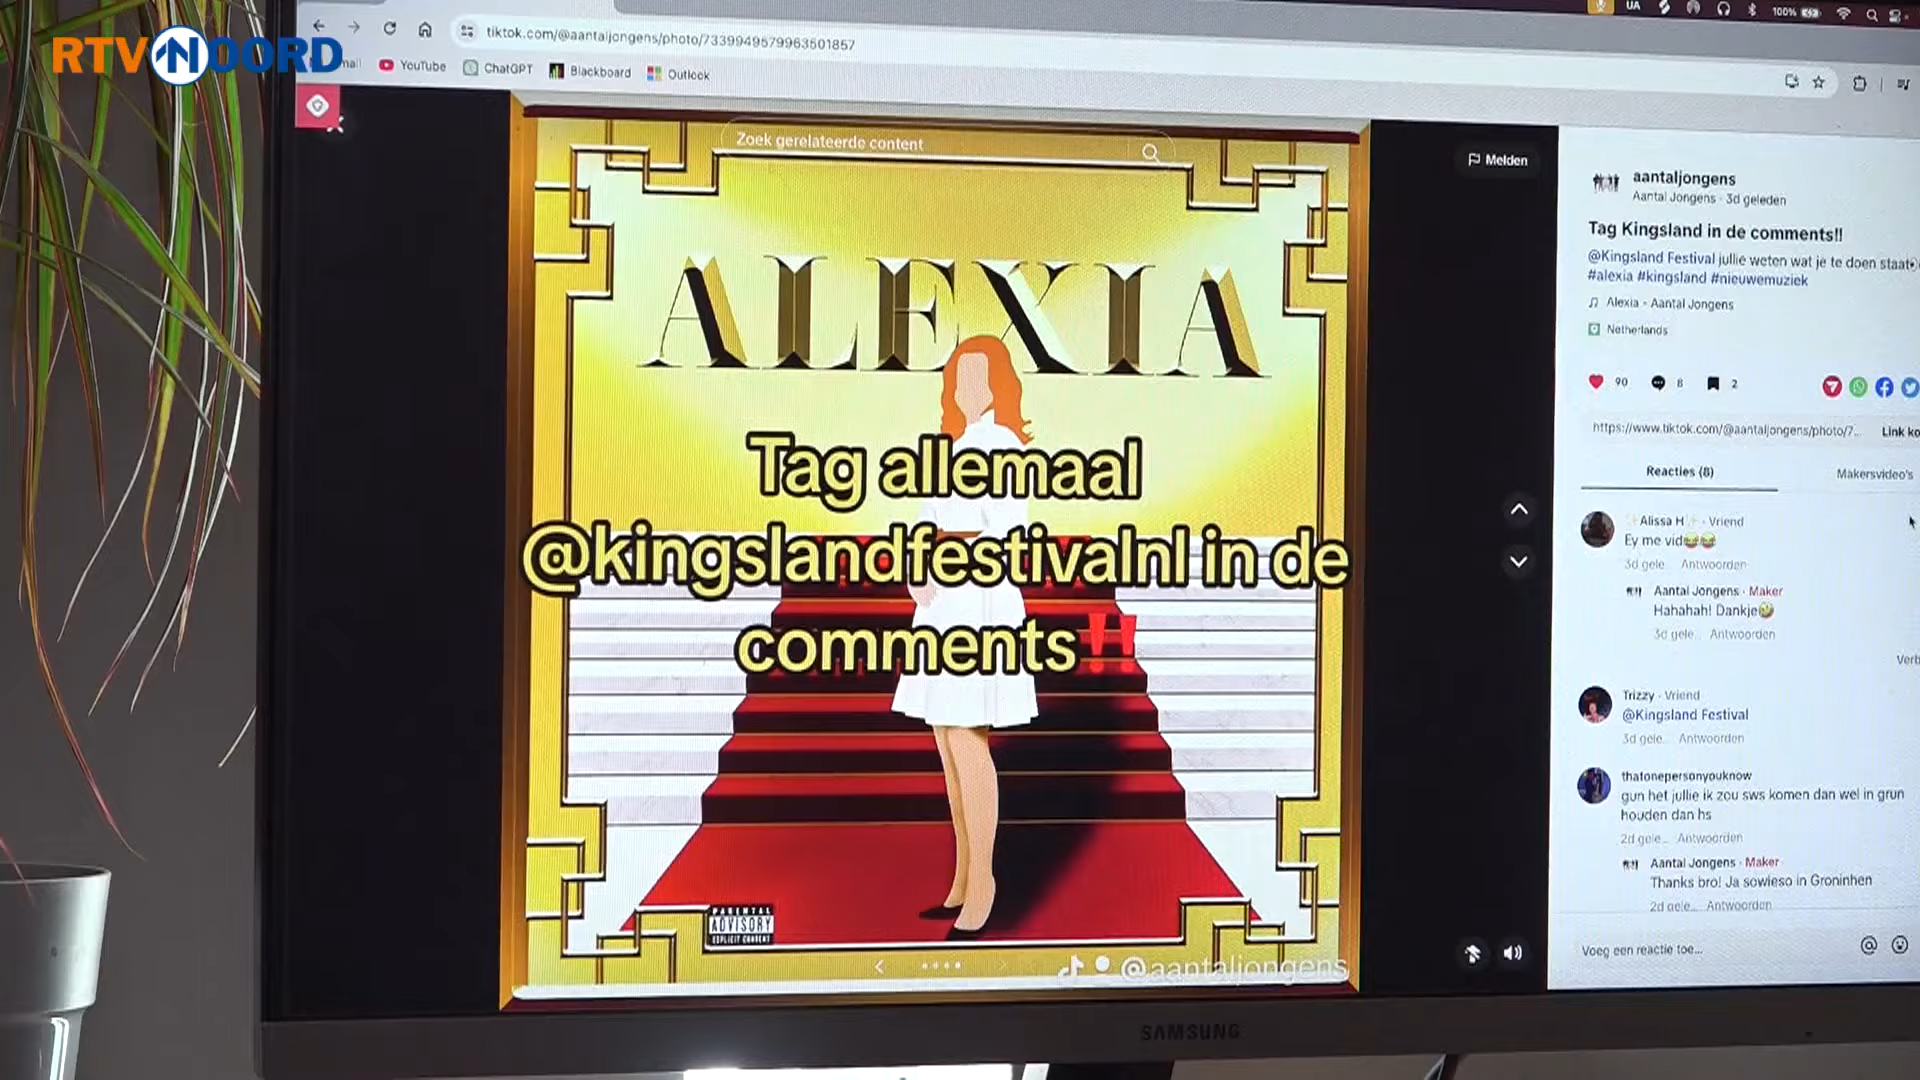 RTV NOORD
tiktok.com/@aantaljongens/photo/7339949579963501857
UA
100%
YouTube
ChatGPT
Blackboard
Outlook
Zoek gerelateerde content
Melden
ALEXIA
Tag allemaal
@kingslandfestivalnl in de
comments‼
PARENTAL
ADVISORY
EXPLICIT CONTENT
@aantaljongens
aantaljongens
Aantal Jongens · 3d geleden
Tag Kingsland in de comments!!
@Kingsland Festival jullie weten wat je te doen staat
#alexia #kingsland #nieuwemuziek
Alexia - Aantal Jongens
Netherlands
90
8
2
https://www.tiktok.com/@aantaljongens/photo/7...
Link ko
Reacties (8)
Makersvideo's
✨Alissa H✨ · Vriend
Ey me vid😂😂
3d gele... Antwoorden
Aantal Jongens · Maker
Hahahah! Dankje🤣
3d gele... Antwoorden
Trizzy · Vriend
@Kingsland Festival
3d gele... Antwoorden
thatonepersonyouknow
gun het jullie ik zou sws komen dan wel in grun
houden dan hs
2d gele... Antwoorden
Aantal Jongens · Maker
Thanks bro! Ja sowieso in Groninhen
2d gele... Antwoorden
Voeg een reactie toe...
SAMSUNG